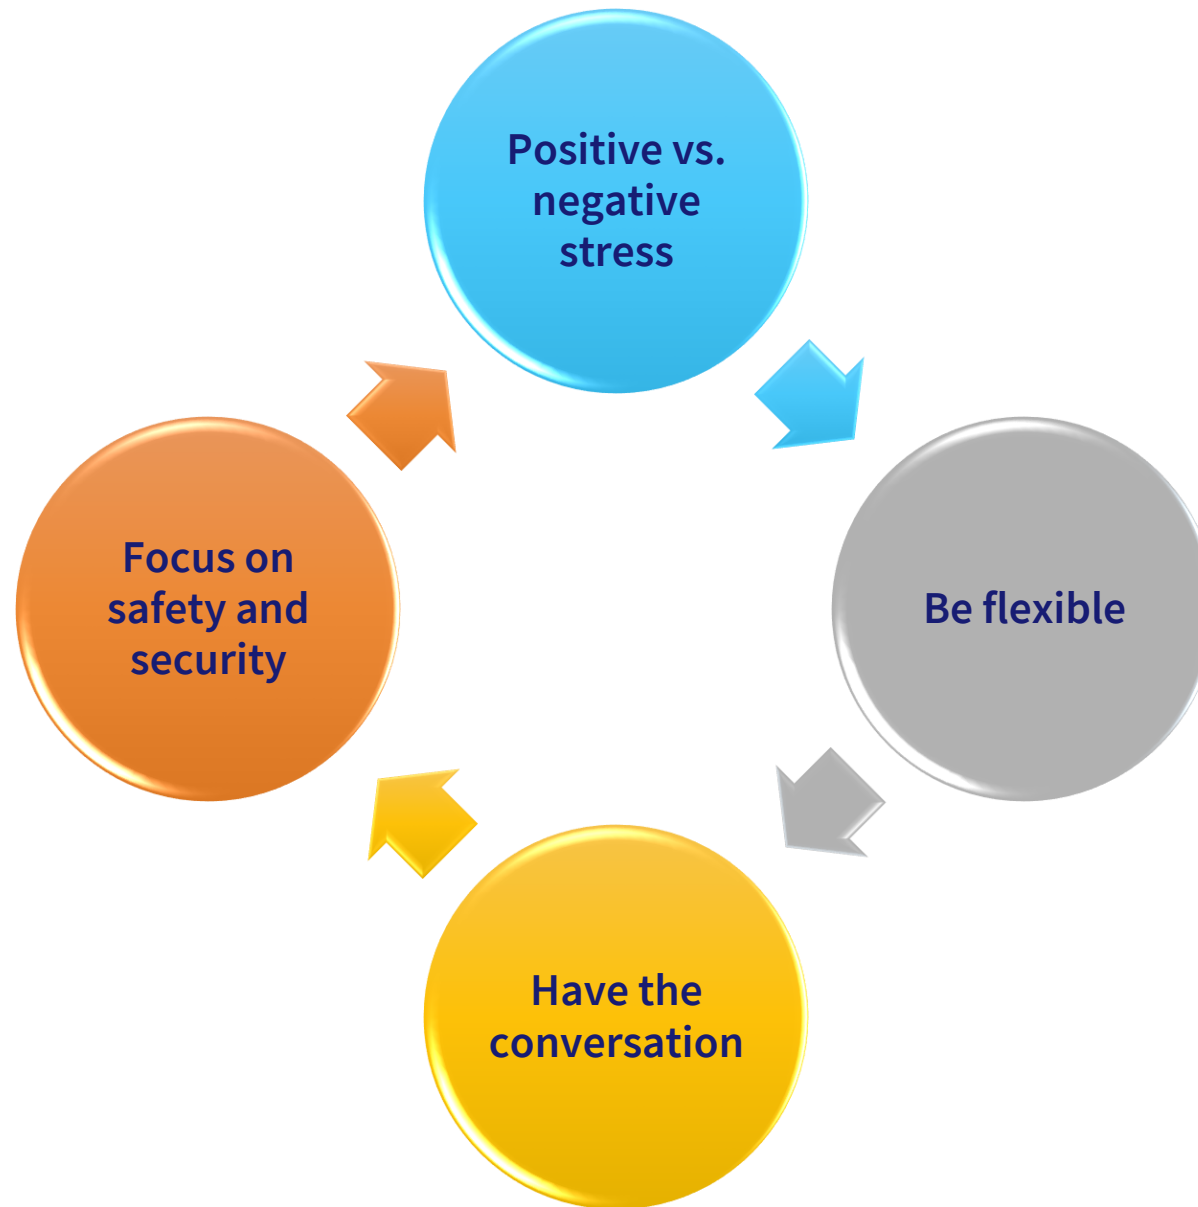 Positive vs.
negative
stress
Be flexible
Have the
conversation
Focus on
safety and
security